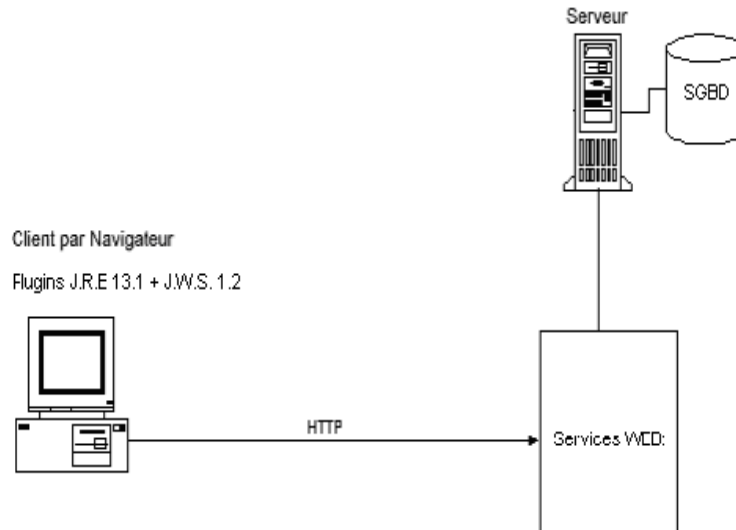 Serveur
SGBD
Client par Navigateur
Flugins J.R.E 13.1 + J.W.S. 1.2
HTTP
Services WED: